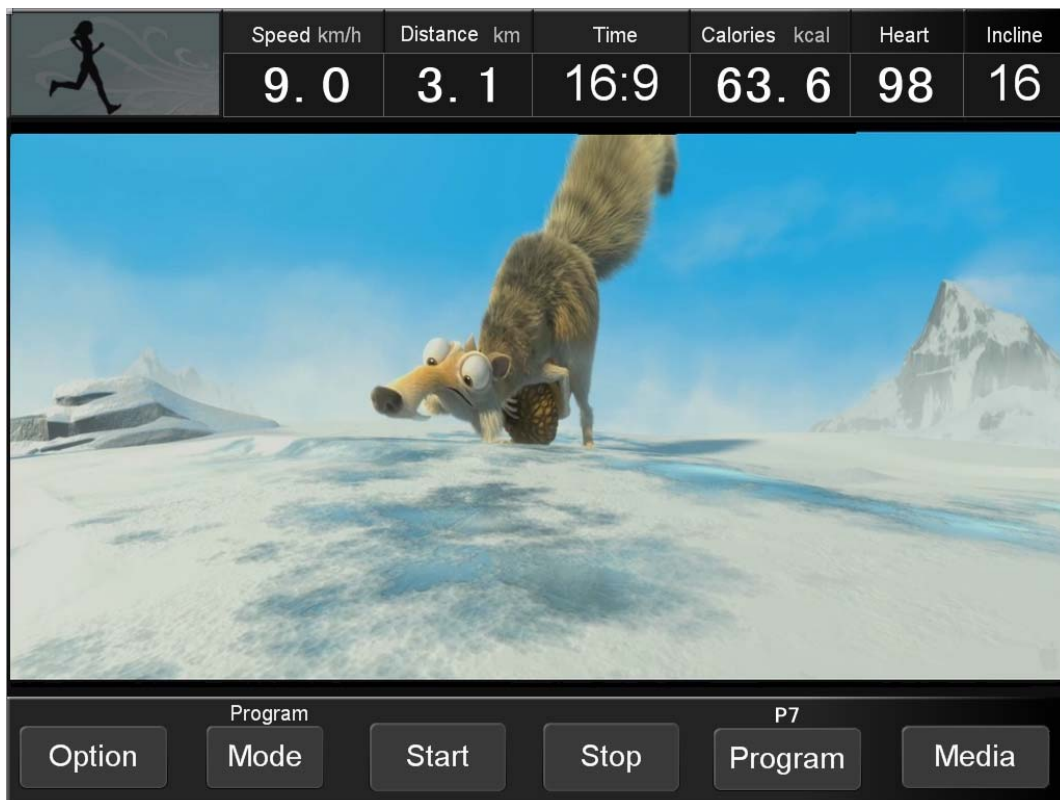 Speed km/h Distance km Time Calories kcal Heart Incline
9.0 3.1 16:9 63.6 98 16
Program P7
Option Mode Start Stop Program Media